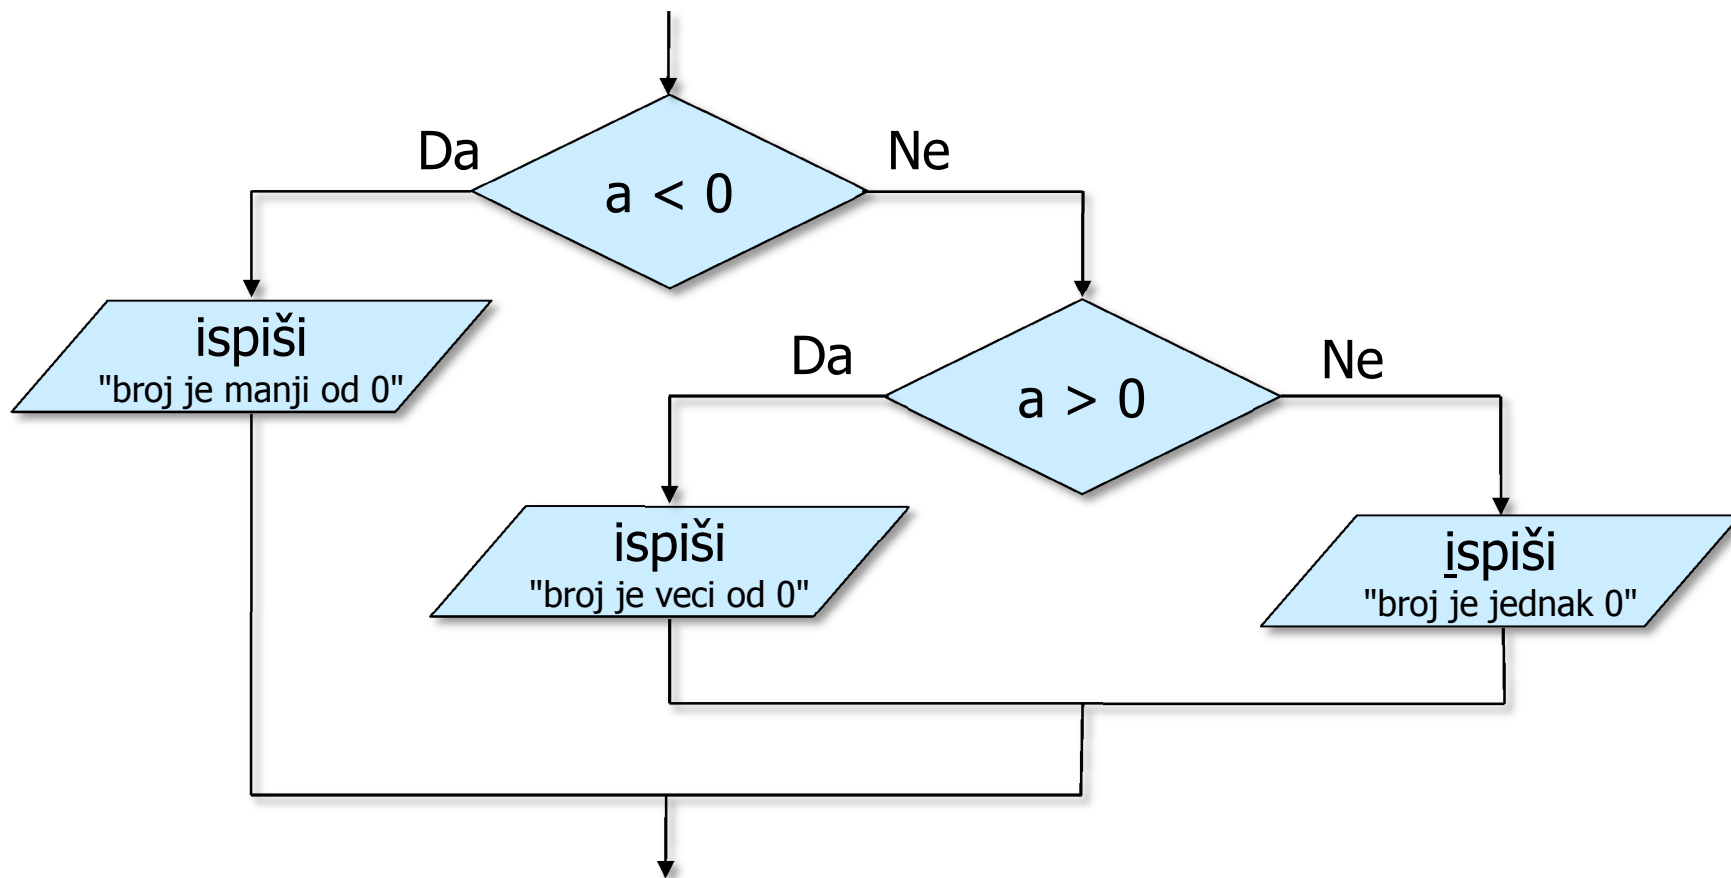 Da
Ne
a < 0
ispiši
"broj je manji od 0"
Da
Ne
a > 0
ispiši
"broj je veci od 0"
ispiši
"broj je jednak 0"